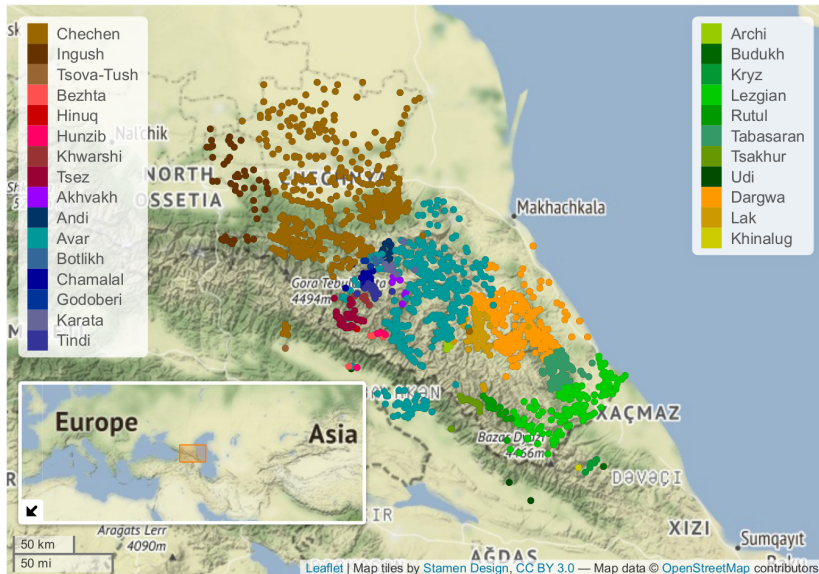 Chechen
Ingush
Tsova-Tush
Bezhta
Hinuq
Hunzib
Khwarshi
Tsez
Akhvakh
Andi
Avar
Botlikh
Chamalal
Godoberi
Karata
Tindi
Archi
Budukh
Kryz
Lezgian
Rutul
Tabasaran
Tsakhur
Udi
Dargwa
Lak
Khinalug
Nal'chik
NORTH
OSSETIA
Makhachkala
4494m
XAÇMAZ
4466m
DƏVƏÇİ
XIZI
Sumqayıt
AĞDAŞ
Europe
Asia
Aragats Lerr
4090m
50 km
50 mi
Leaflet | Map tiles by Stamen Design, CC BY 3.0 — Map data © OpenStreetMap contributors